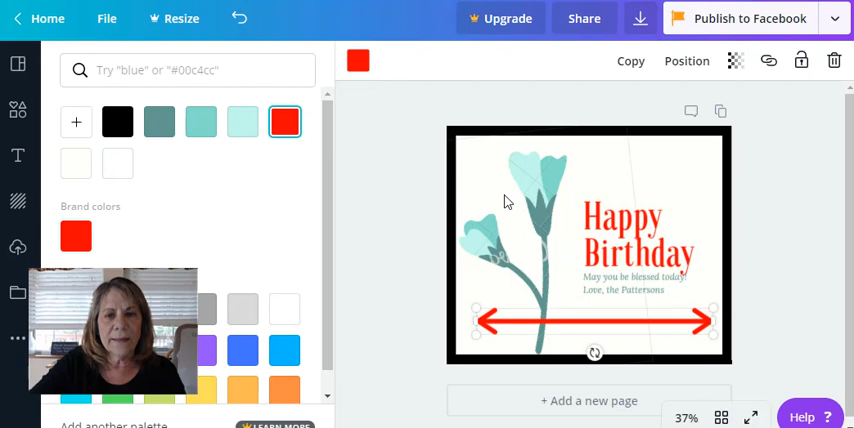 Home File Resize Upgrade Share Publish to Facebook
Try "blue" or "#00c4cc"
Copy Position
Brand colors
Happy
Birthday
May you be blessed today!
Love, the Pattersons
+ Add a new page
37% Help ?
Add another palette LEARN MORE